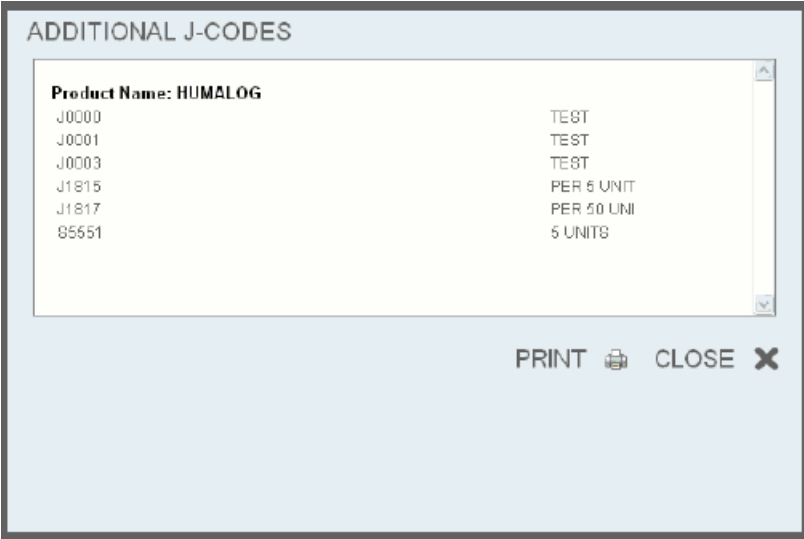 ADDITIONAL J-CODES
Product Name: HUMALOG
J0000 TEST
J0001 TEST
J0003 TEST
J1815 PER 5 UNIT
J1817 PER 50 UNI
S5551 5 UNITS
PRINT CLOSE